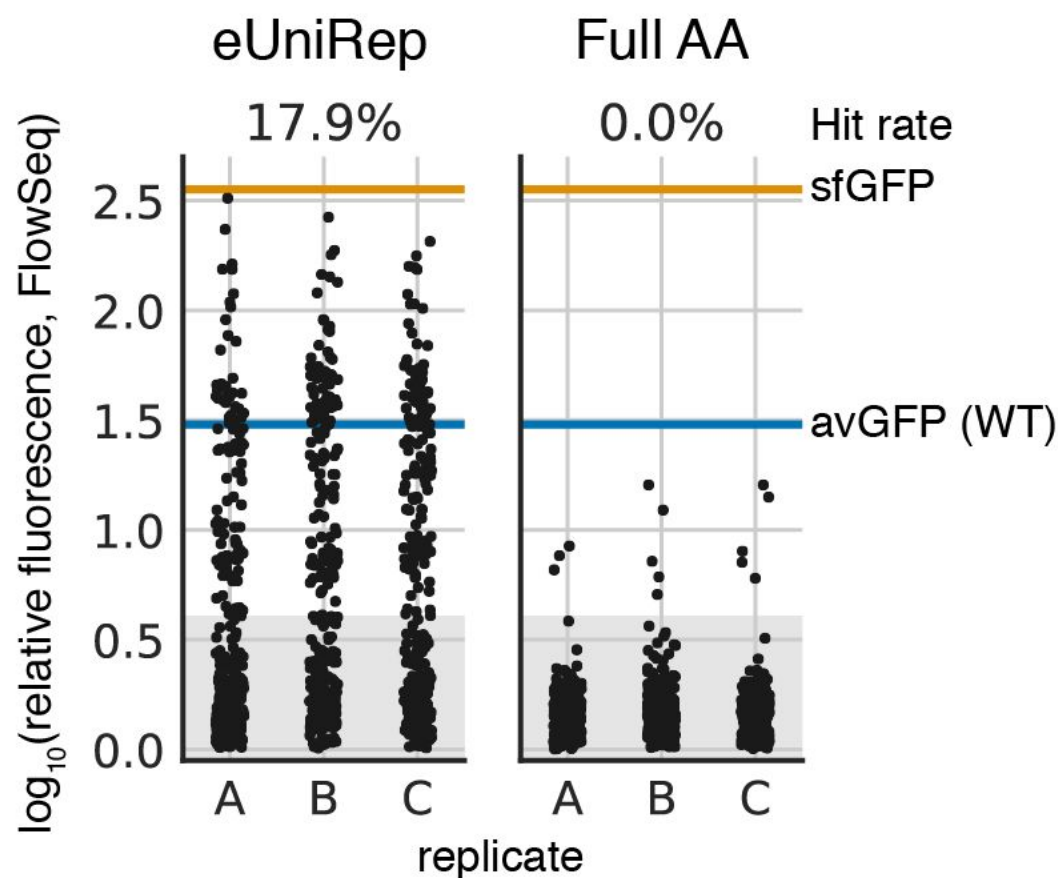 eUniRep Full AA
17.9% 0.0% Hit rate
sfGFP
avGFP (WT)
log₁₀(relative fluorescence, FlowSeq)
2.5
2.0
1.5
1.0
0.5
0.0
A B C A B C
replicate